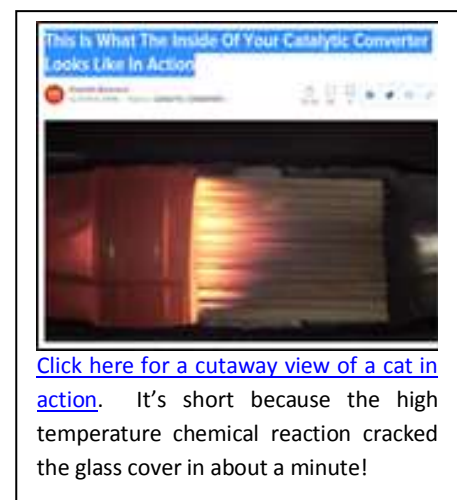 This Is What The Inside Of Your Catalytic Converter
Looks Like In Action
Click here for a cutaway view of a cat in
action. It's short because the high
temperature chemical reaction cracked
the glass cover in about a minute!